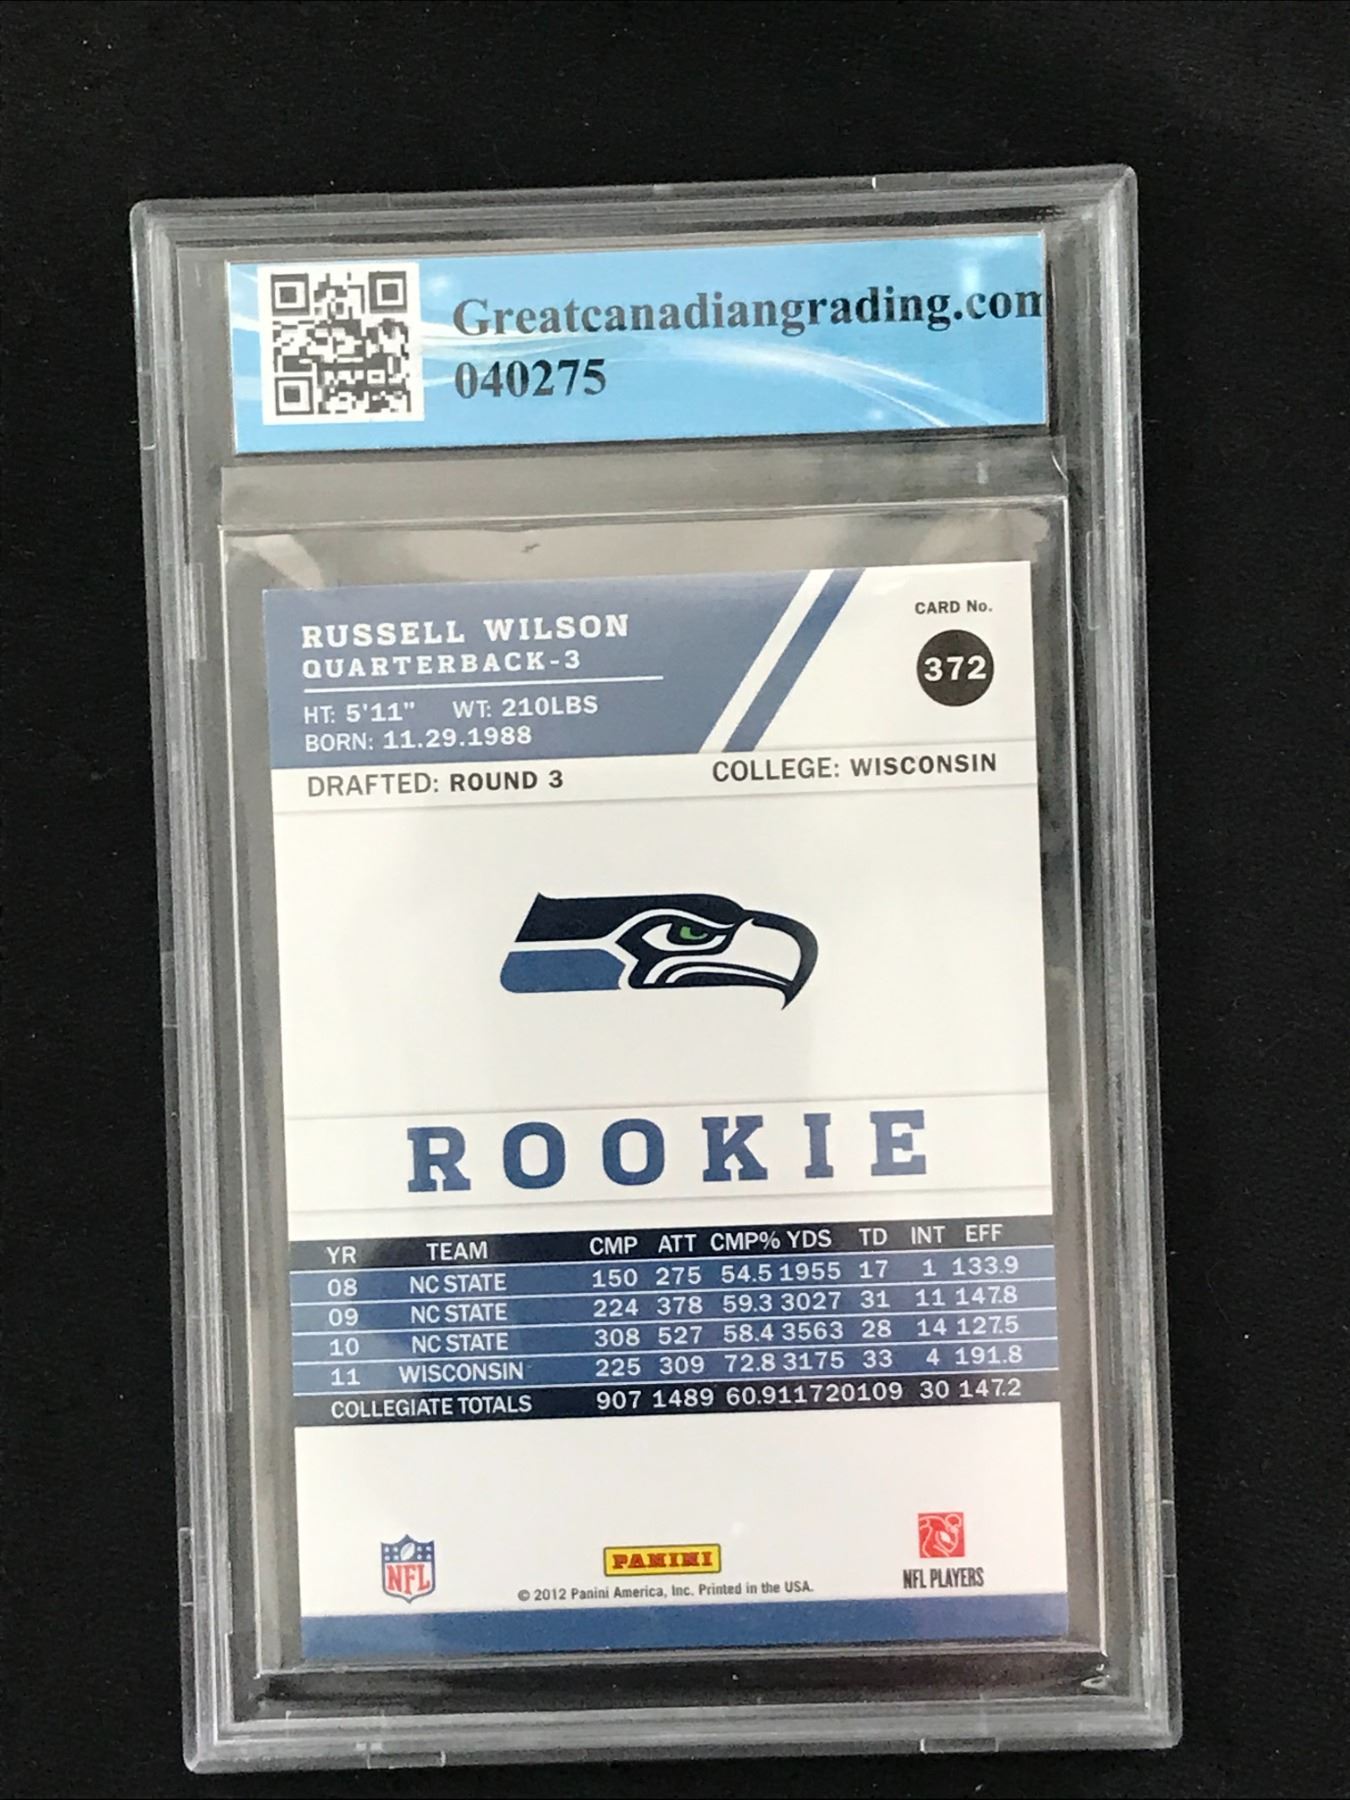 Greatcanadiangrading.com
040275
RUSSELL WILSON
QUARTERBACK-3
HT: 5'11" WT: 210LBS
BORN: 11.29.1988
CARD No.
372
DRAFTED: ROUND 3 COLLEGE: WISCONSIN
ROOKIE
YR TEAM CMP ATT CMP% YDS TD INT EFF
08 NC STATE 150 275 54.5 1955 17 1 133.9
09 NC STATE 224 378 59.3 3027 31 11 147.8
10 NC STATE 308 527 58.4 3563 28 14 127.5
11 WISCONSIN 225 309 72.8 3175 33 4 191.8
COLLEGIATE TOTALS 907 1489 60.9 11720 109 30 147.2
NFL
PANINI
NFL PLAYERS
© 2012 Panini America, Inc. Printed in the USA.